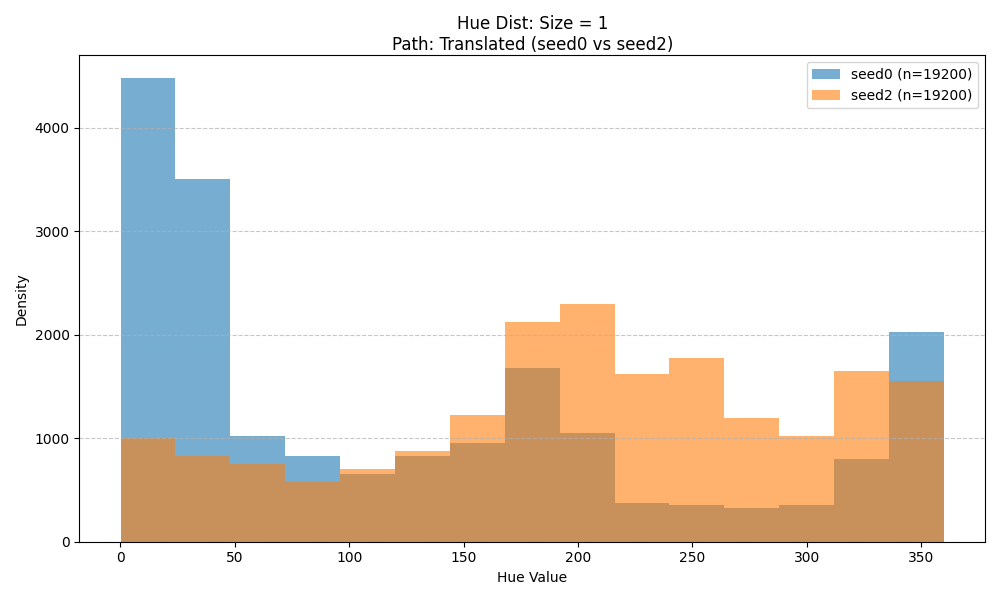 Hue Dist: Size = 1
Path: Translated (seed0 vs seed2)
seed0 (n=19200)
seed2 (n=19200)
Density
4000
3000
2000
1000
0
0 50 100 150 200 250 300 350
Hue Value